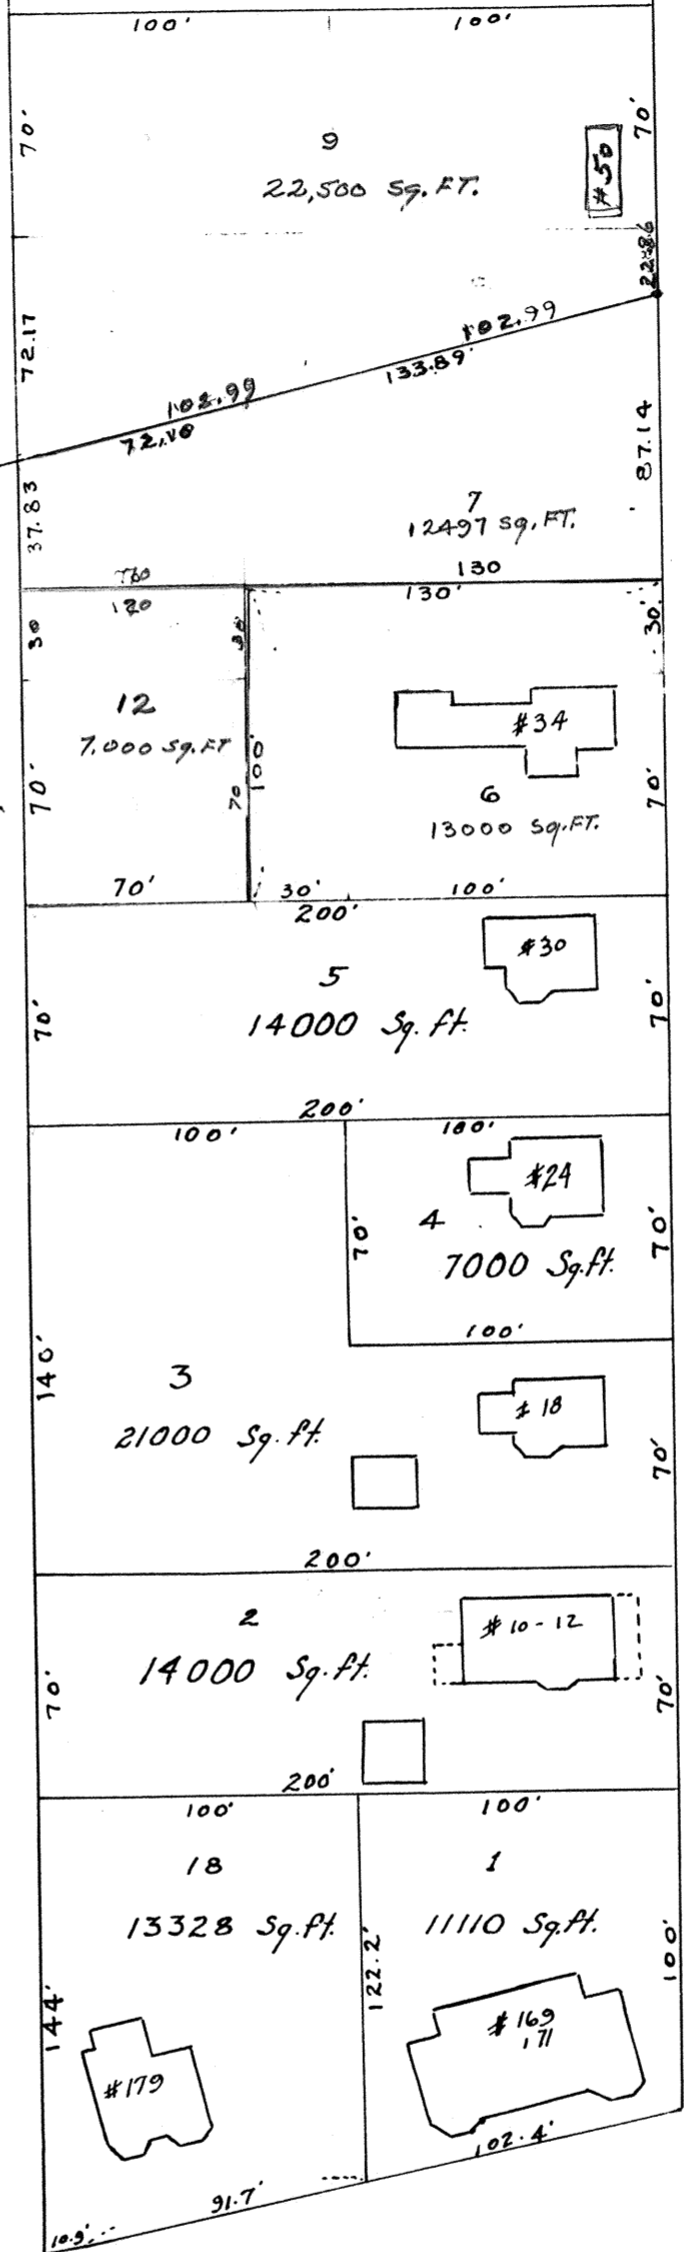 100' 100'
70' 9 70'
22,500 Sq. FT. #50
22.86
72.17 102.99
102.99 133.89'
72.10
87.14
37.83 7
12497 Sq. FT.
130
120 130'
30 30 30'
12 #34
7.000 Sq. FT
70' 70 100' 6 70'
13000 Sq. FT.
70' 30' 100'
200'
#30
5
70' 14000 Sq. ft. 70'
200'
100' 100'
#24
70' 4 70'
7000 Sq. ft.
100'
140' 3 #18
21000 Sq. ft. 70'
200'
2 #10-12
70' 14000 Sq. ft. 70'
200'
100' 100'
18 1
13328 Sq. ft. 11110 Sq. ft.
144' 122.2' 100'
#169
171
#179
102.4'
91.7'
10.9'